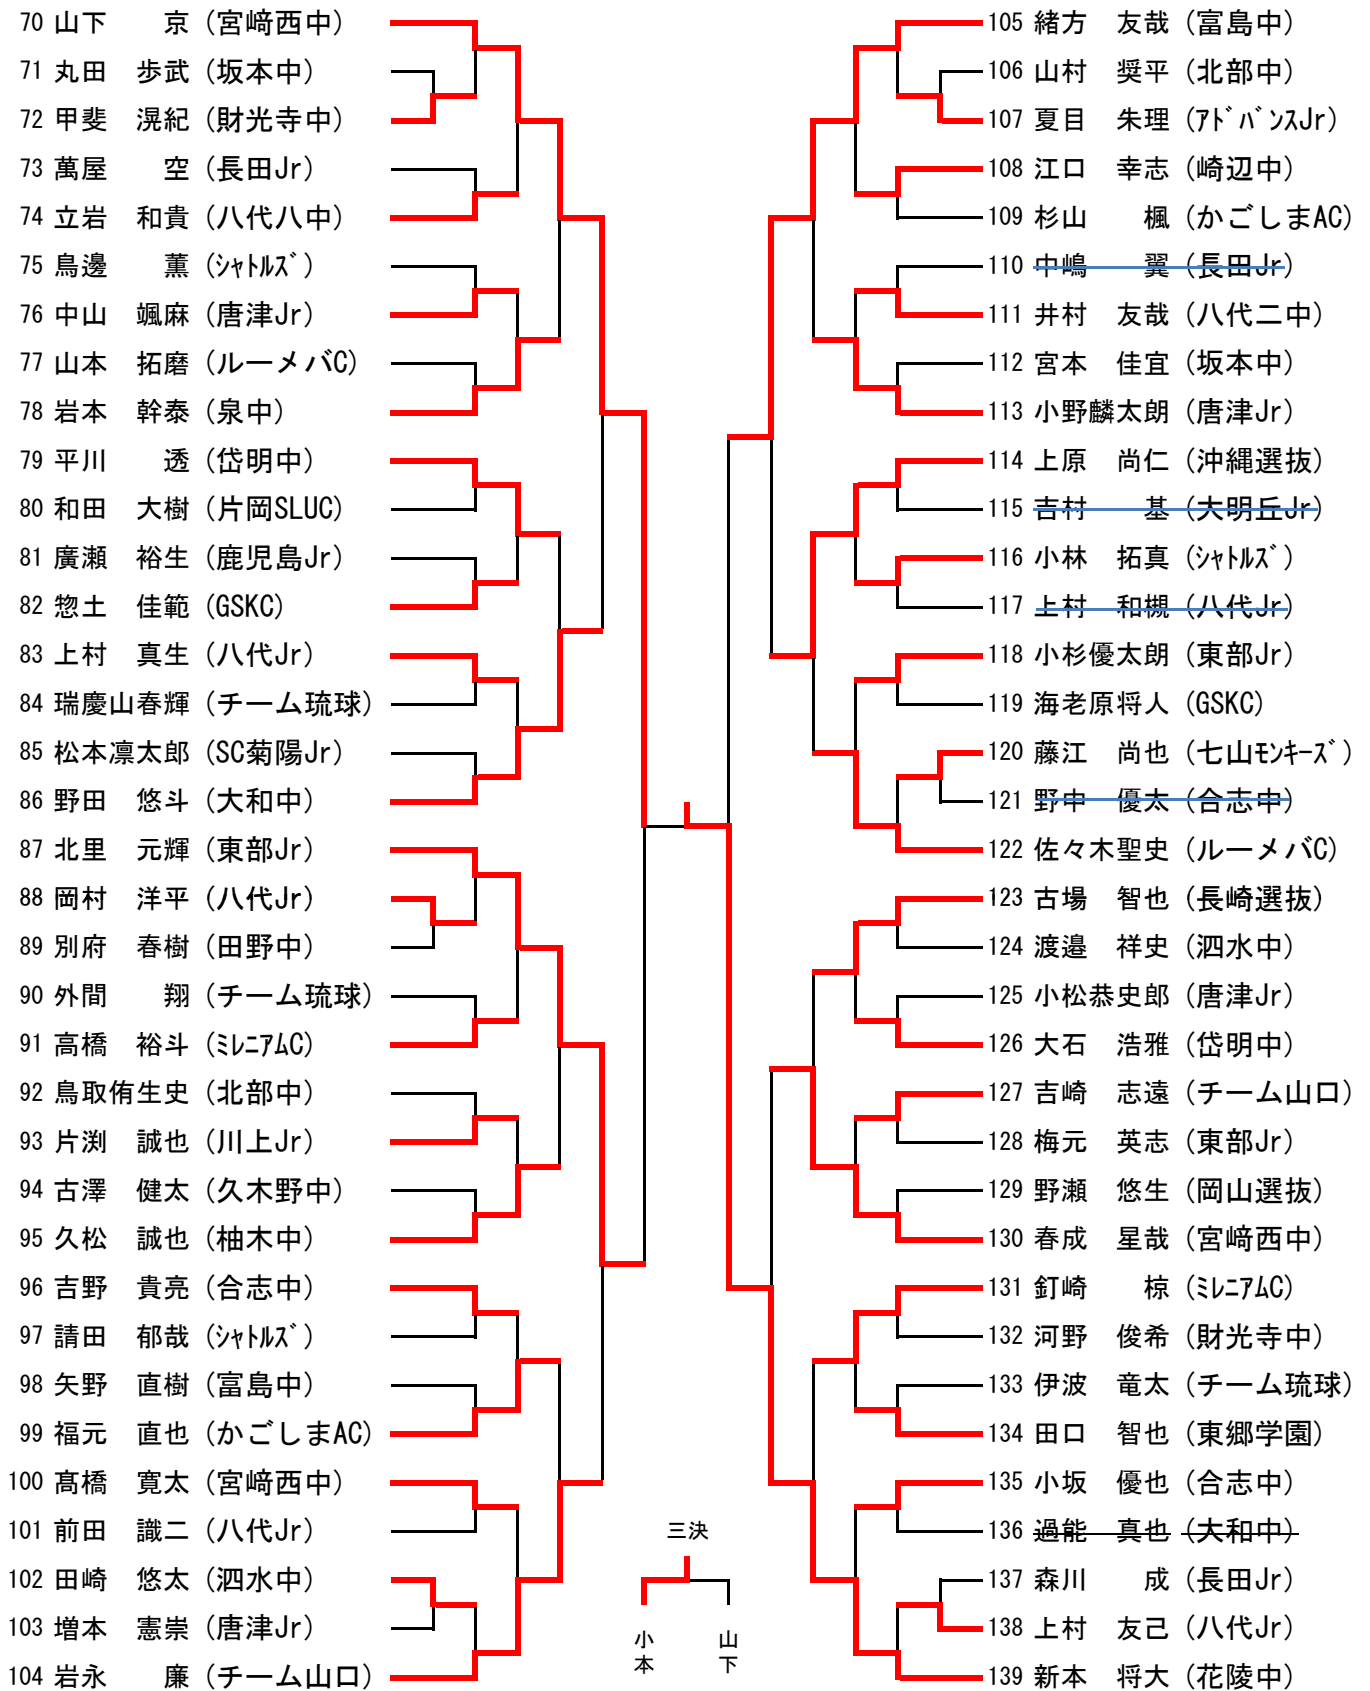 70 山下　　京 (宮﨑西中)
71 丸田　歩武 (坂本中)
72 甲斐　滉紀 (財光寺中)
73 萬屋　　空 (長田Jr)
74 立岩　和貴 (八代八中)
75 鳥邊　　薫 (ｼｬﾄﾙｽﾞ)
76 中山　颯麻 (唐津Jr)
77 山本　拓磨 (ルーメバC)
78 岩本　幹泰 (泉中)
79 平川　　透 (岱明中)
80 和田　大樹 (片岡SLUC)
81 廣瀬　裕生 (鹿児島Jr)
82 惣土　佳範 (GSKC)
83 上村　真生 (八代Jr)
84 瑞慶山春輝 (チーム琉球)
85 松本凛太郎 (SC菊陽Jr)
86 野田　悠斗 (大和中)
87 北里　元輝 (東部Jr)
88 岡村　洋平 (八代Jr)
89 別府　春樹 (田野中)
90 外間　　翔 (チーム琉球)
91 高橋　裕斗 (ﾐﾚﾆｱﾑC)
92 鳥取侑生史 (北部中)
93 片渕　誠也 (川上Jr)
94 古澤　健太 (久木野中)
95 久松　誠也 (柚木中)
96 吉野　貴亮 (合志中)
97 請田　郁哉 (ｼｬﾄﾙｽﾞ)
98 矢野　直樹 (富島中)
99 福元　直也 (かごしまAC)
100 髙橋　寛太 (宮﨑西中)
101 前田　識二 (八代Jr)
102 田崎　悠太 (泗水中)
103 増本　憲崇 (唐津Jr)
104 岩永　　廉 (チーム山口)
105 緒方　友哉 (富島中)
106 山村　奨平 (北部中)
107 夏目　朱理 (ｱﾄﾞﾊﾞﾝｽJr)
108 江口　幸志 (崎辺中)
109 杉山　　楓 (かごしまAC)
110 中嶋　　翼 (長田Jr)
111 井村　友哉 (八代二中)
112 宮本　佳宜 (坂本中)
113 小野麟太朗 (唐津Jr)
114 上原　尚仁 (沖縄選抜)
115 吉村　　基 (大明丘Jr)
116 小林　拓真 (ｼｬﾄﾙｽﾞ)
117 上村　和槻 (八代Jr)
118 小杉優太朗 (東部Jr)
119 海老原将人 (GSKC)
120 藤江　尚也 (七山ﾓﾝｷｰｽﾞ)
121 野中　優太 (合志中)
122 佐々木聖史 (ルーメバC)
123 古場　智也 (長崎選抜)
124 渡邉　祥史 (泗水中)
125 小松恭史郎 (唐津Jr)
126 大石　浩雅 (岱明中)
127 吉崎　志遠 (チーム山口)
128 梅元　英志 (東部Jr)
129 野瀬　悠生 (岡山選抜)
130 春成　星哉 (宮﨑西中)
131 釘崎　　椋 (ﾐﾚﾆｱﾑC)
132 河野　俊希 (財光寺中)
133 伊波　竜太 (チーム琉球)
134 田口　智也 (東郷学園)
135 小坂　優也 (合志中)
136 過能　真也 (大和中)
137 森川　　成 (長田Jr)
138 上村　友己 (八代Jr)
139 新本　将大 (花陵中)
三決
小本
山下